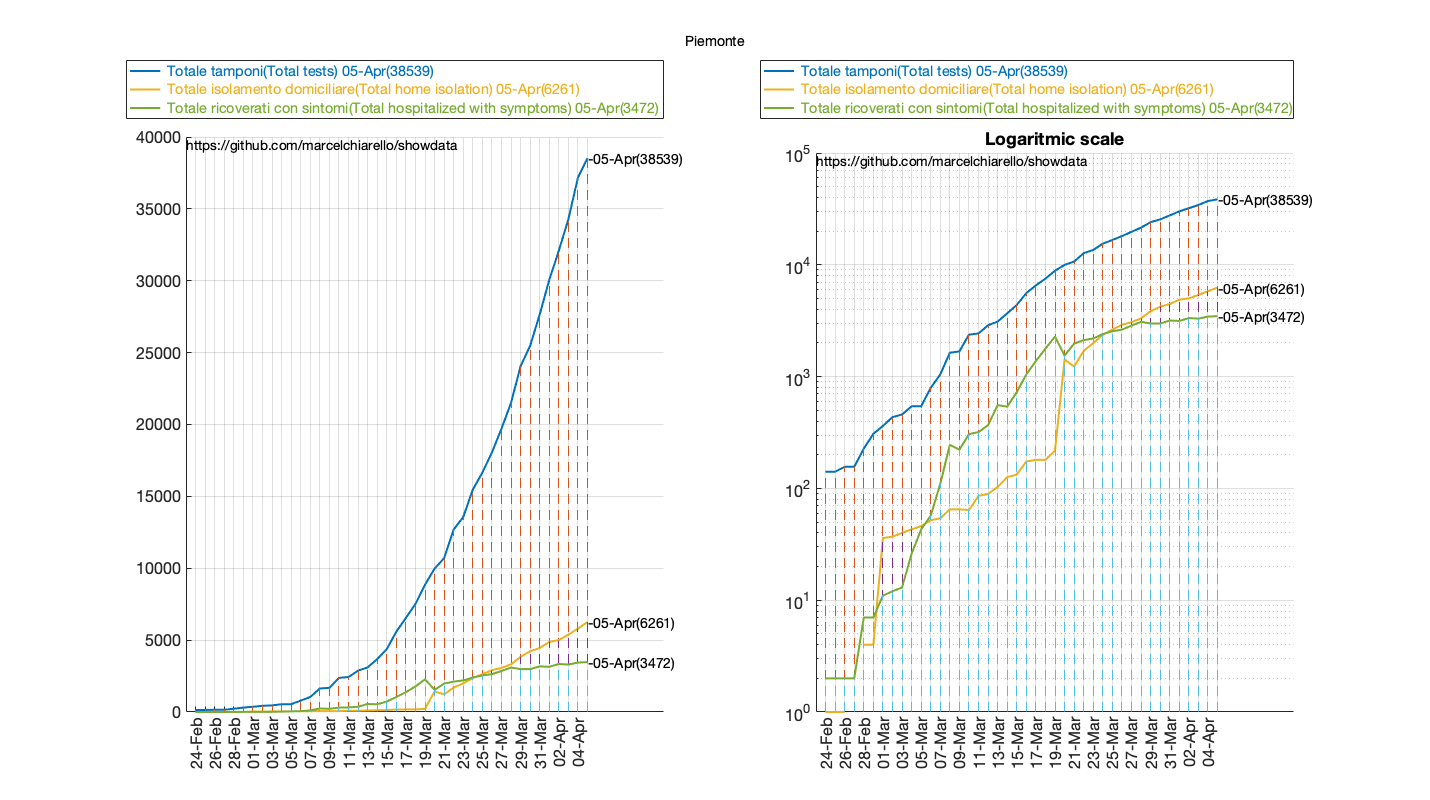 Piemonte
Totale tamponi(Total tests) 05-Apr(38539)
Totale isolamento domiciliare(Total home isolation) 05-Apr(6261)
Totale ricoverati con sintomi(Total hospitalized with symptoms) 05-Apr(3472)
https://github.com/marcelchiarello/showdata
40000
35000
30000
25000
20000
15000
10000
5000
0
-05-Apr(38539)
-05-Apr(6261)
-05-Apr(3472)
24-Feb
26-Feb
28-Feb
01-Mar
03-Mar
05-Mar
07-Mar
09-Mar
11-Mar
13-Mar
15-Mar
17-Mar
19-Mar
21-Mar
23-Mar
25-Mar
27-Mar
29-Mar
31-Mar
02-Apr
04-Apr
Totale tamponi(Total tests) 05-Apr(38539)
Totale isolamento domiciliare(Total home isolation) 05-Apr(6261)
Totale ricoverati con sintomi(Total hospitalized with symptoms) 05-Apr(3472)
Logaritmic scale
https://github.com/marcelchiarello/showdata
10^5
10^4
10^3
10^2
10^1
10^0
-05-Apr(38539)
-05-Apr(6261)
-05-Apr(3472)
24-Feb
26-Feb
28-Feb
01-Mar
03-Mar
05-Mar
07-Mar
09-Mar
11-Mar
13-Mar
15-Mar
17-Mar
19-Mar
21-Mar
23-Mar
25-Mar
27-Mar
29-Mar
31-Mar
02-Apr
04-Apr